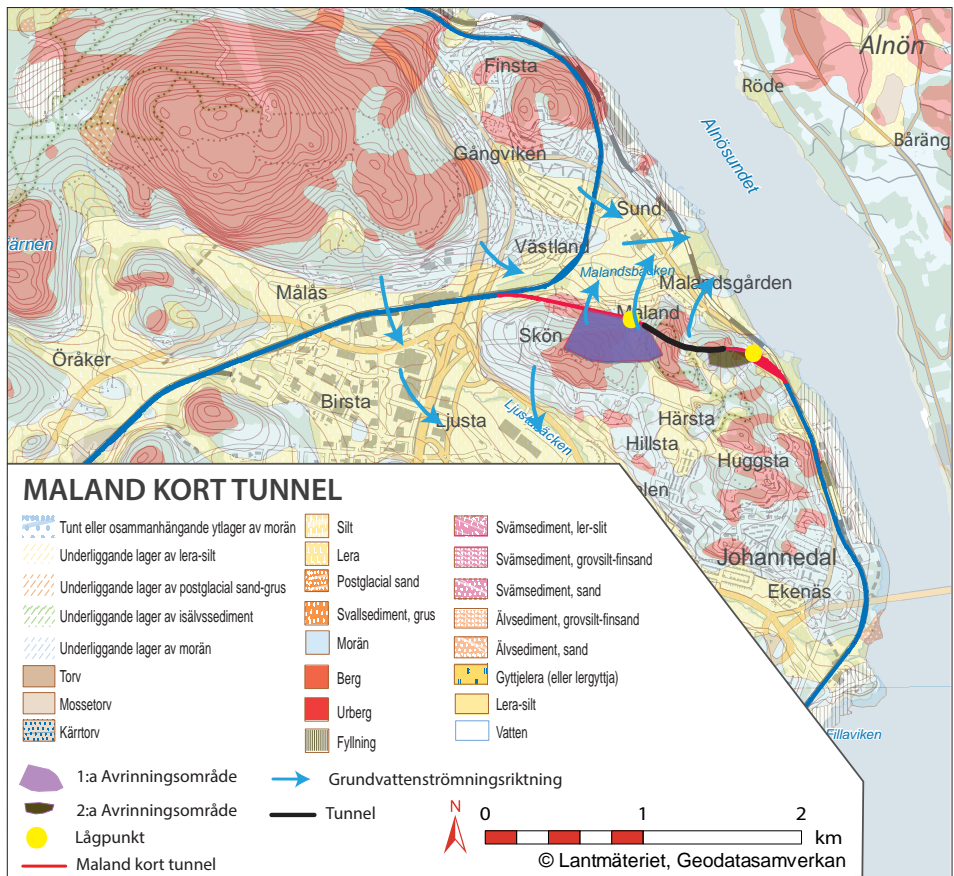 Alnön
Finsta
Röde
Alnösundet
Båräng
Gångviken
Sund
ärnen
Västland
Malandsbäcken
Malandsgården
Målås
Maland
Skön
Öråker
Birsta
Ljusta
Ljustabäcken
Härsta
Hillsta
Huggsta
alen
Johannedal
Ekenäs
Fillaviken
MALAND KORT TUNNEL
Tunt eller osammanhängande ytlager av morän
Underliggande lager av lera-silt
Underliggande lager av postglacial sand-grus
Underliggande lager av isälvssediment
Underliggande lager av morän
Torv
Mossetorv
Kärrtorv
Silt
Lera
Postglacial sand
Svallsediment, grus
Morän
Berg
Urberg
Fyllning
Svämsediment, ler-slit
Svämsediment, grovsilt-finsand
Svämsediment, sand
Älvsediment, grovsilt-finsand
Älvsediment, sand
Gyttjelera (eller lergyttja)
Lera-silt
Vatten
1:a Avrinningsområde
2:a Avrinningsområde
Lågpunkt
Maland kort tunnel
Grundvattenströmningsriktning
Tunnel
N
0 1 2
km
© Lantmäteriet, Geodatasamverkan